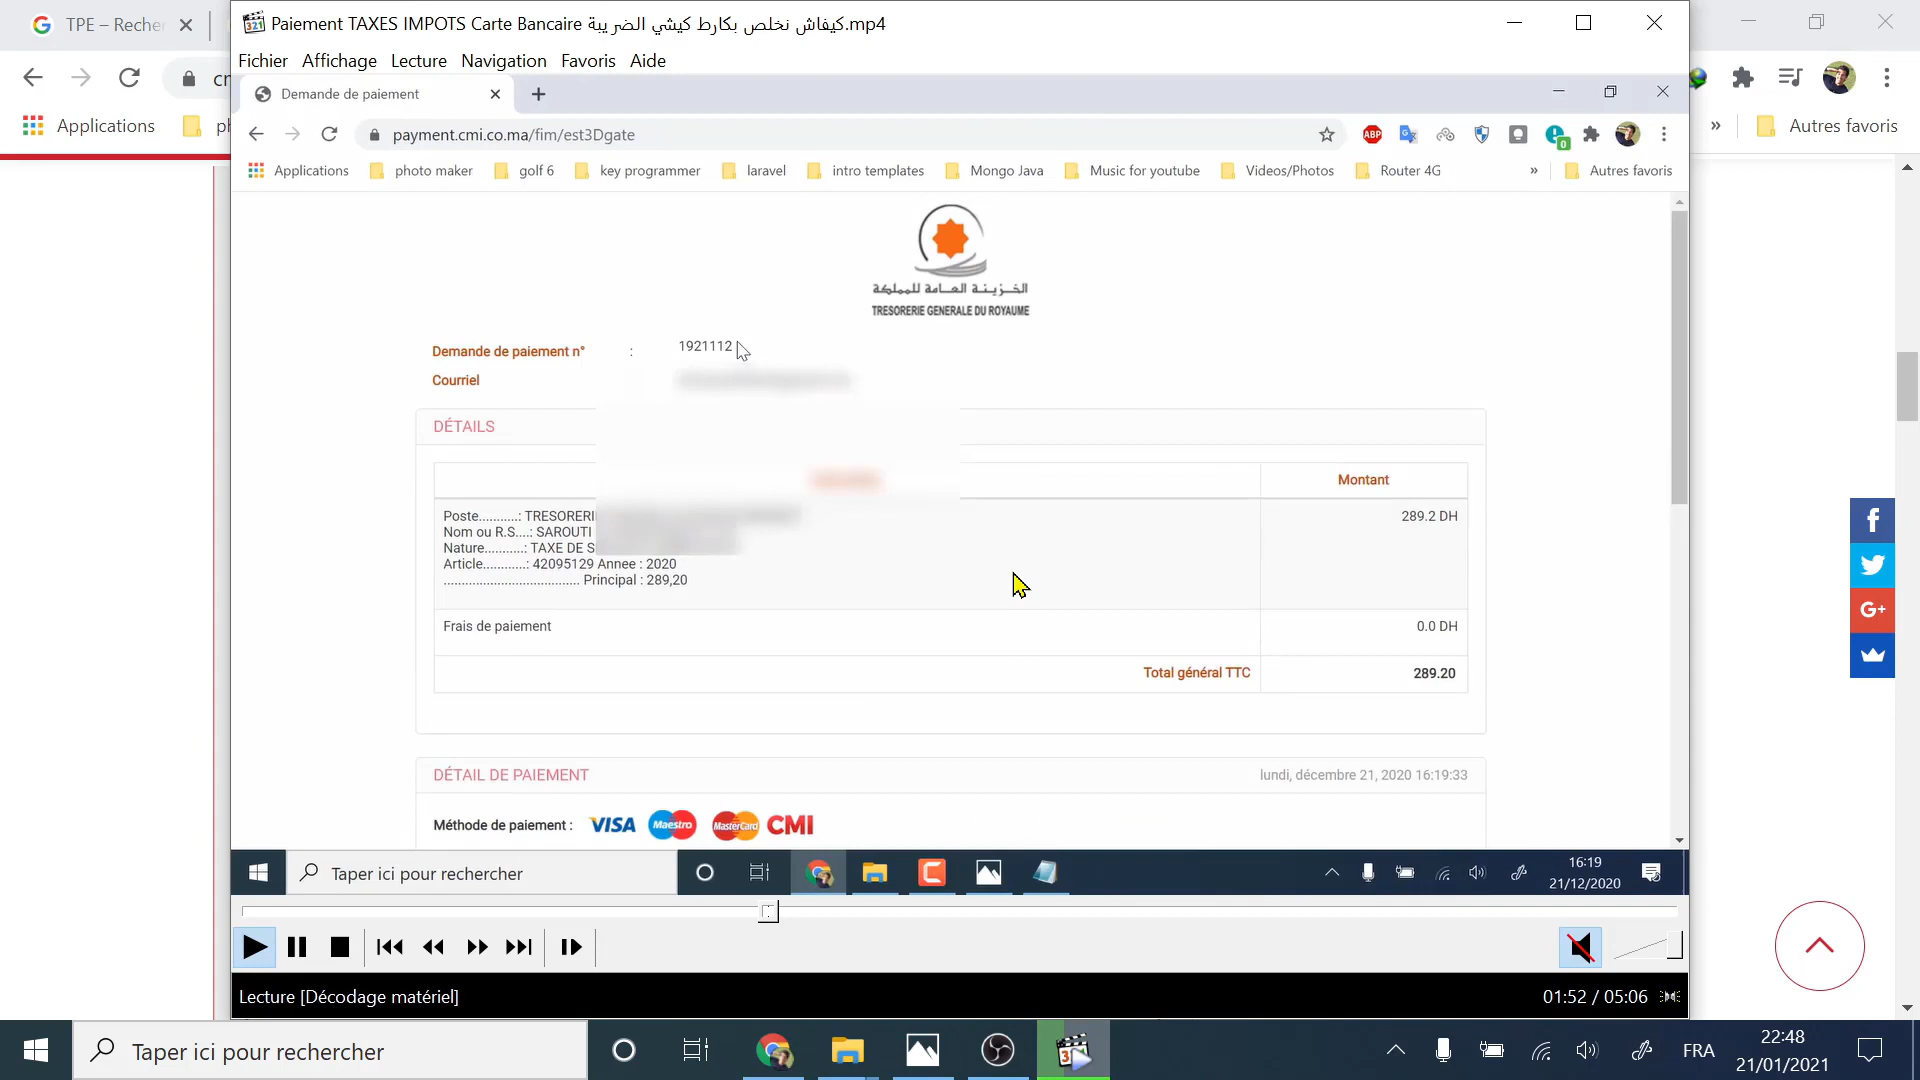 TPE – Reche
Paiement TAXES IMPOTS Carte Bancaire كيفاش نخلص بكارط كيشي الضريبة.mp4
Fichier Affichage Lecture Navigation Favoris Aide
Demande de paiement
payment.cmi.co.ma/fim/est3Dgate
ABP
0
Applications
Autres favoris
Applications photo maker golf 6 key programmer laravel intro templates Mongo Java Music for youtube Videos/Photos Router 4G » Autres favoris
الخزينة العامة للمملكة
TRESORERIE GENERALE DU ROYAUME
Demande de paiement n° : 1921112
Courriel
DÉTAILS
Montant
Poste...........: TRESORERI
289.2 DH
Nom ou R.S....: SAROUTI
Nature...........: TAXE DE S
Article............: 42095129 Annee : 2020
...................................... Principal : 289,20
Frais de paiement 0.0 DH
Total général TTC 289.20
DÉTAIL DE PAIEMENT lundi, décembre 21, 2020 16:19:33
Méthode de paiement : VISA Maestro MasterCard CMI
Taper ici pour rechercher
16:19
21/12/2020
Lecture [Décodage matériel] 01:52 / 05:06
G+
Taper ici pour rechercher
FRA
22:48
21/01/2021